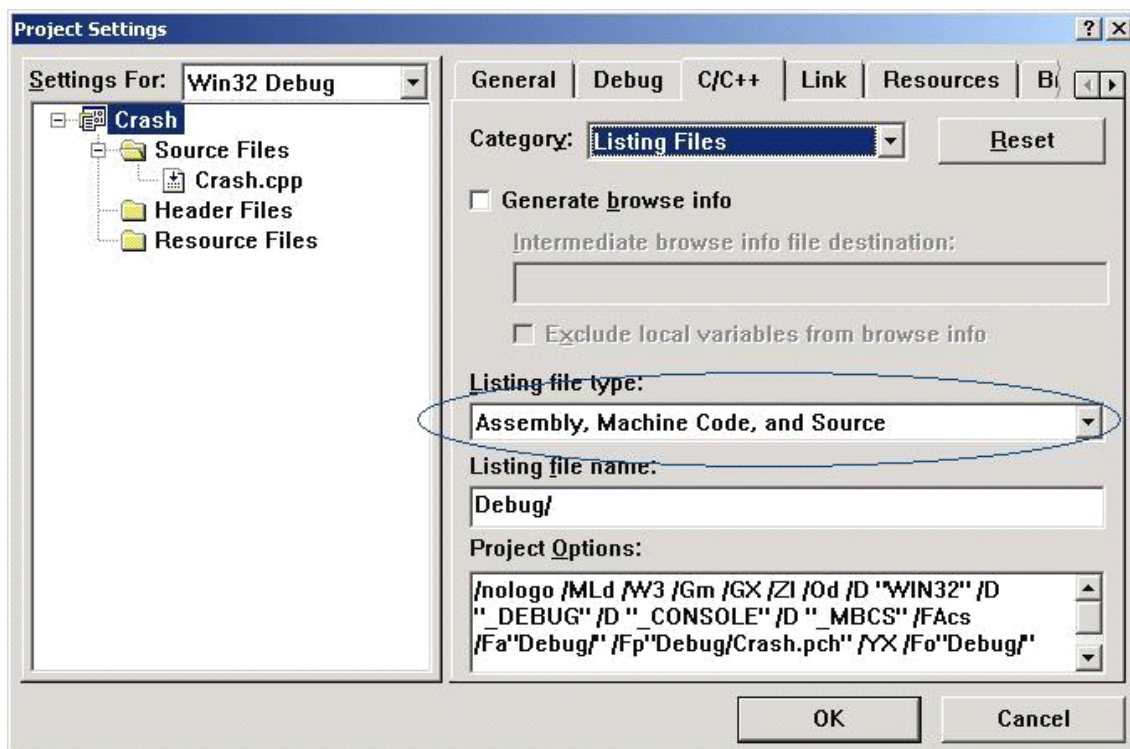 Project Settings
Settings For:
Win32 Debug
Crash
Source Files
Crash.cpp
Header Files
Resource Files
General
Debug
C/C++
Link
Resources
Category:
Listing Files
Reset
Generate browse info
Intermediate browse info file destination:
Exclude local variables from browse info
Listing file type:
Assembly, Machine Code, and Source
Listing file name:
Debug/
Project Options:
/nologo /MLd /W3 /Gm /GX /ZI /Od /D "WIN32" /D
"_DEBUG" /D "_CONSOLE" /D "_MBCS" /FAcs
/Fa"Debug/" /Fp"Debug/Crash.pch" /YX /Fo"Debug/"
OK
Cancel